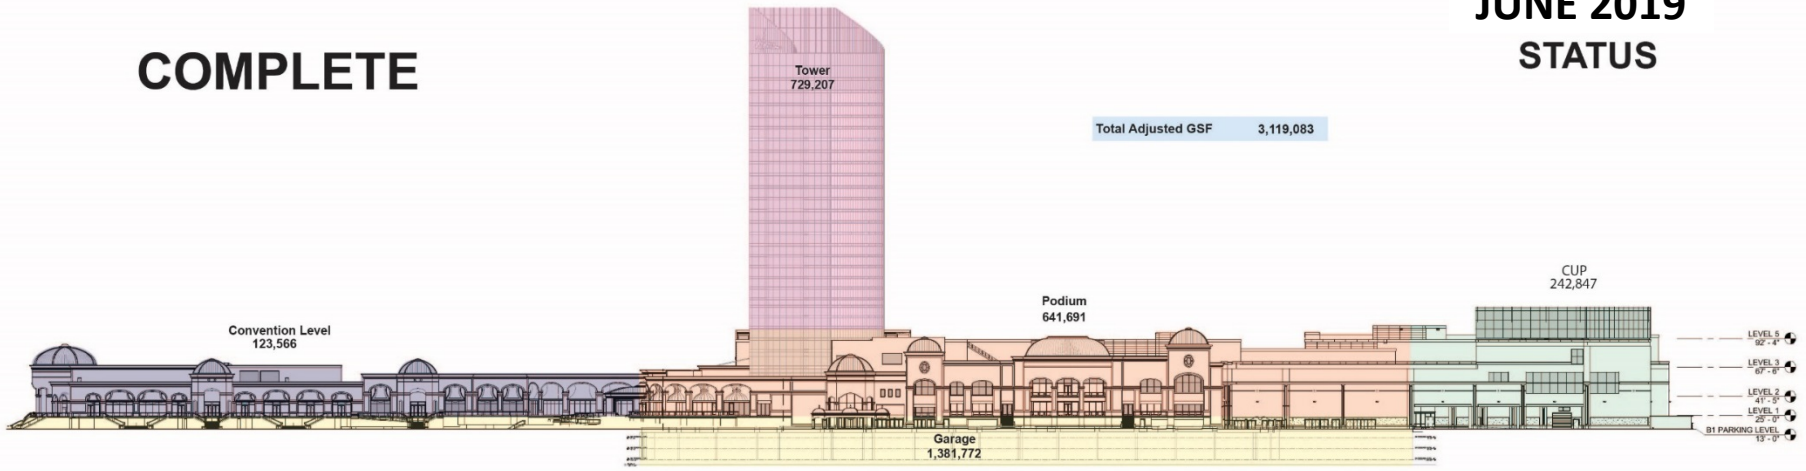 JUNE 2019
STATUS
COMPLETE
Tower
729,207
Total Adjusted GSF 3,119,083
CUP
242,847
Podium
641,691
Convention Level
123,566
LEVEL 5
92' - 4"
LEVEL 3
67' - 6"
LEVEL 2
41' - 5"
LEVEL 1
25' - 0"
B1 PARKING LEVEL
13' - 0"
Garage
1,381,772